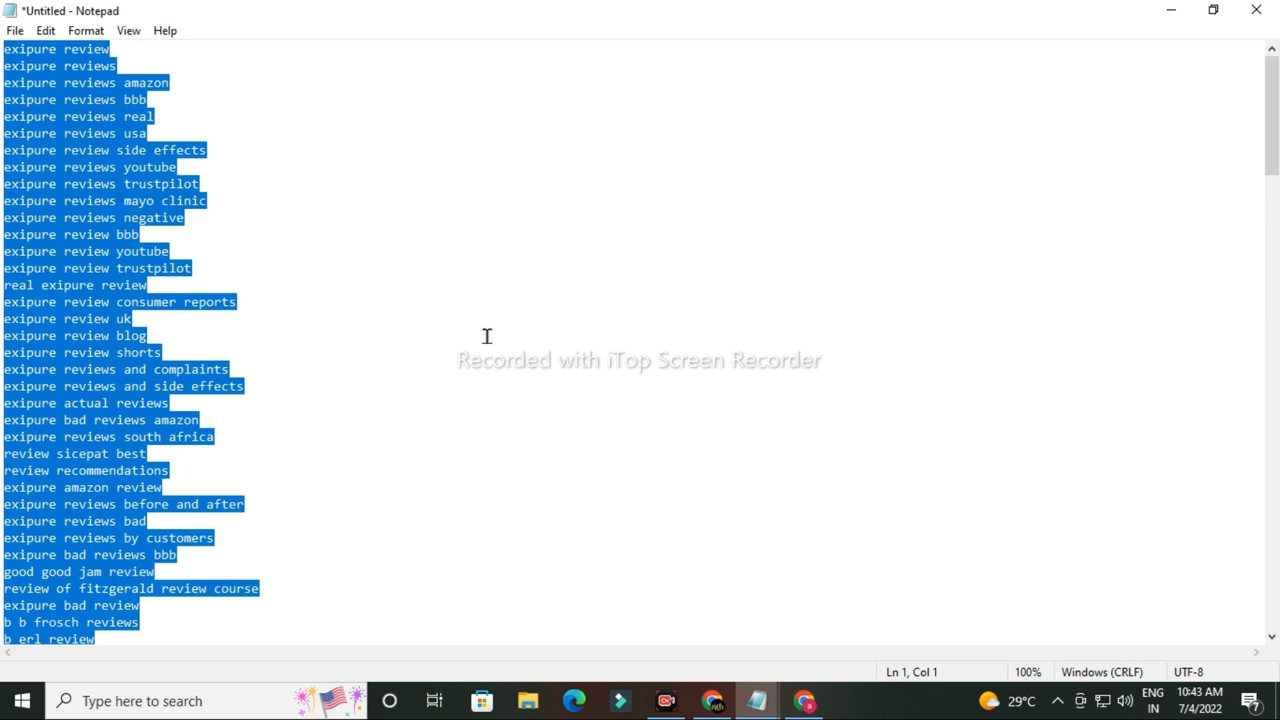 *Untitled - Notepad
File Edit Format View Help
exipure review
exipure reviews
exipure reviews amazon
exipure reviews bbb
exipure reviews real
exipure reviews usa
exipure review side effects
exipure reviews youtube
exipure reviews trustpilot
exipure reviews mayo clinic
exipure reviews negative
exipure review bbb
exipure review youtube
exipure review trustpilot
real exipure review
exipure review consumer reports
exipure review uk
exipure review blog
exipure review shorts
Recorded with iTop Screen Recorder
exipure reviews and complaints
exipure reviews and side effects
exipure actual reviews
exipure bad reviews amazon
exipure reviews south africa
review sicepat best
review recommendations
exipure amazon review
exipure reviews before and after
exipure reviews bad
exipure reviews by customers
exipure bad reviews bbb
good good jam review
review of fitzgerald review course
exipure bad review
b b frosch reviews
b erl review
Ln 1, Col 1 100% Windows (CRLF) UTF-8
Type here to search
29°C
ENG
IN
10:43 AM
7/4/2022
7